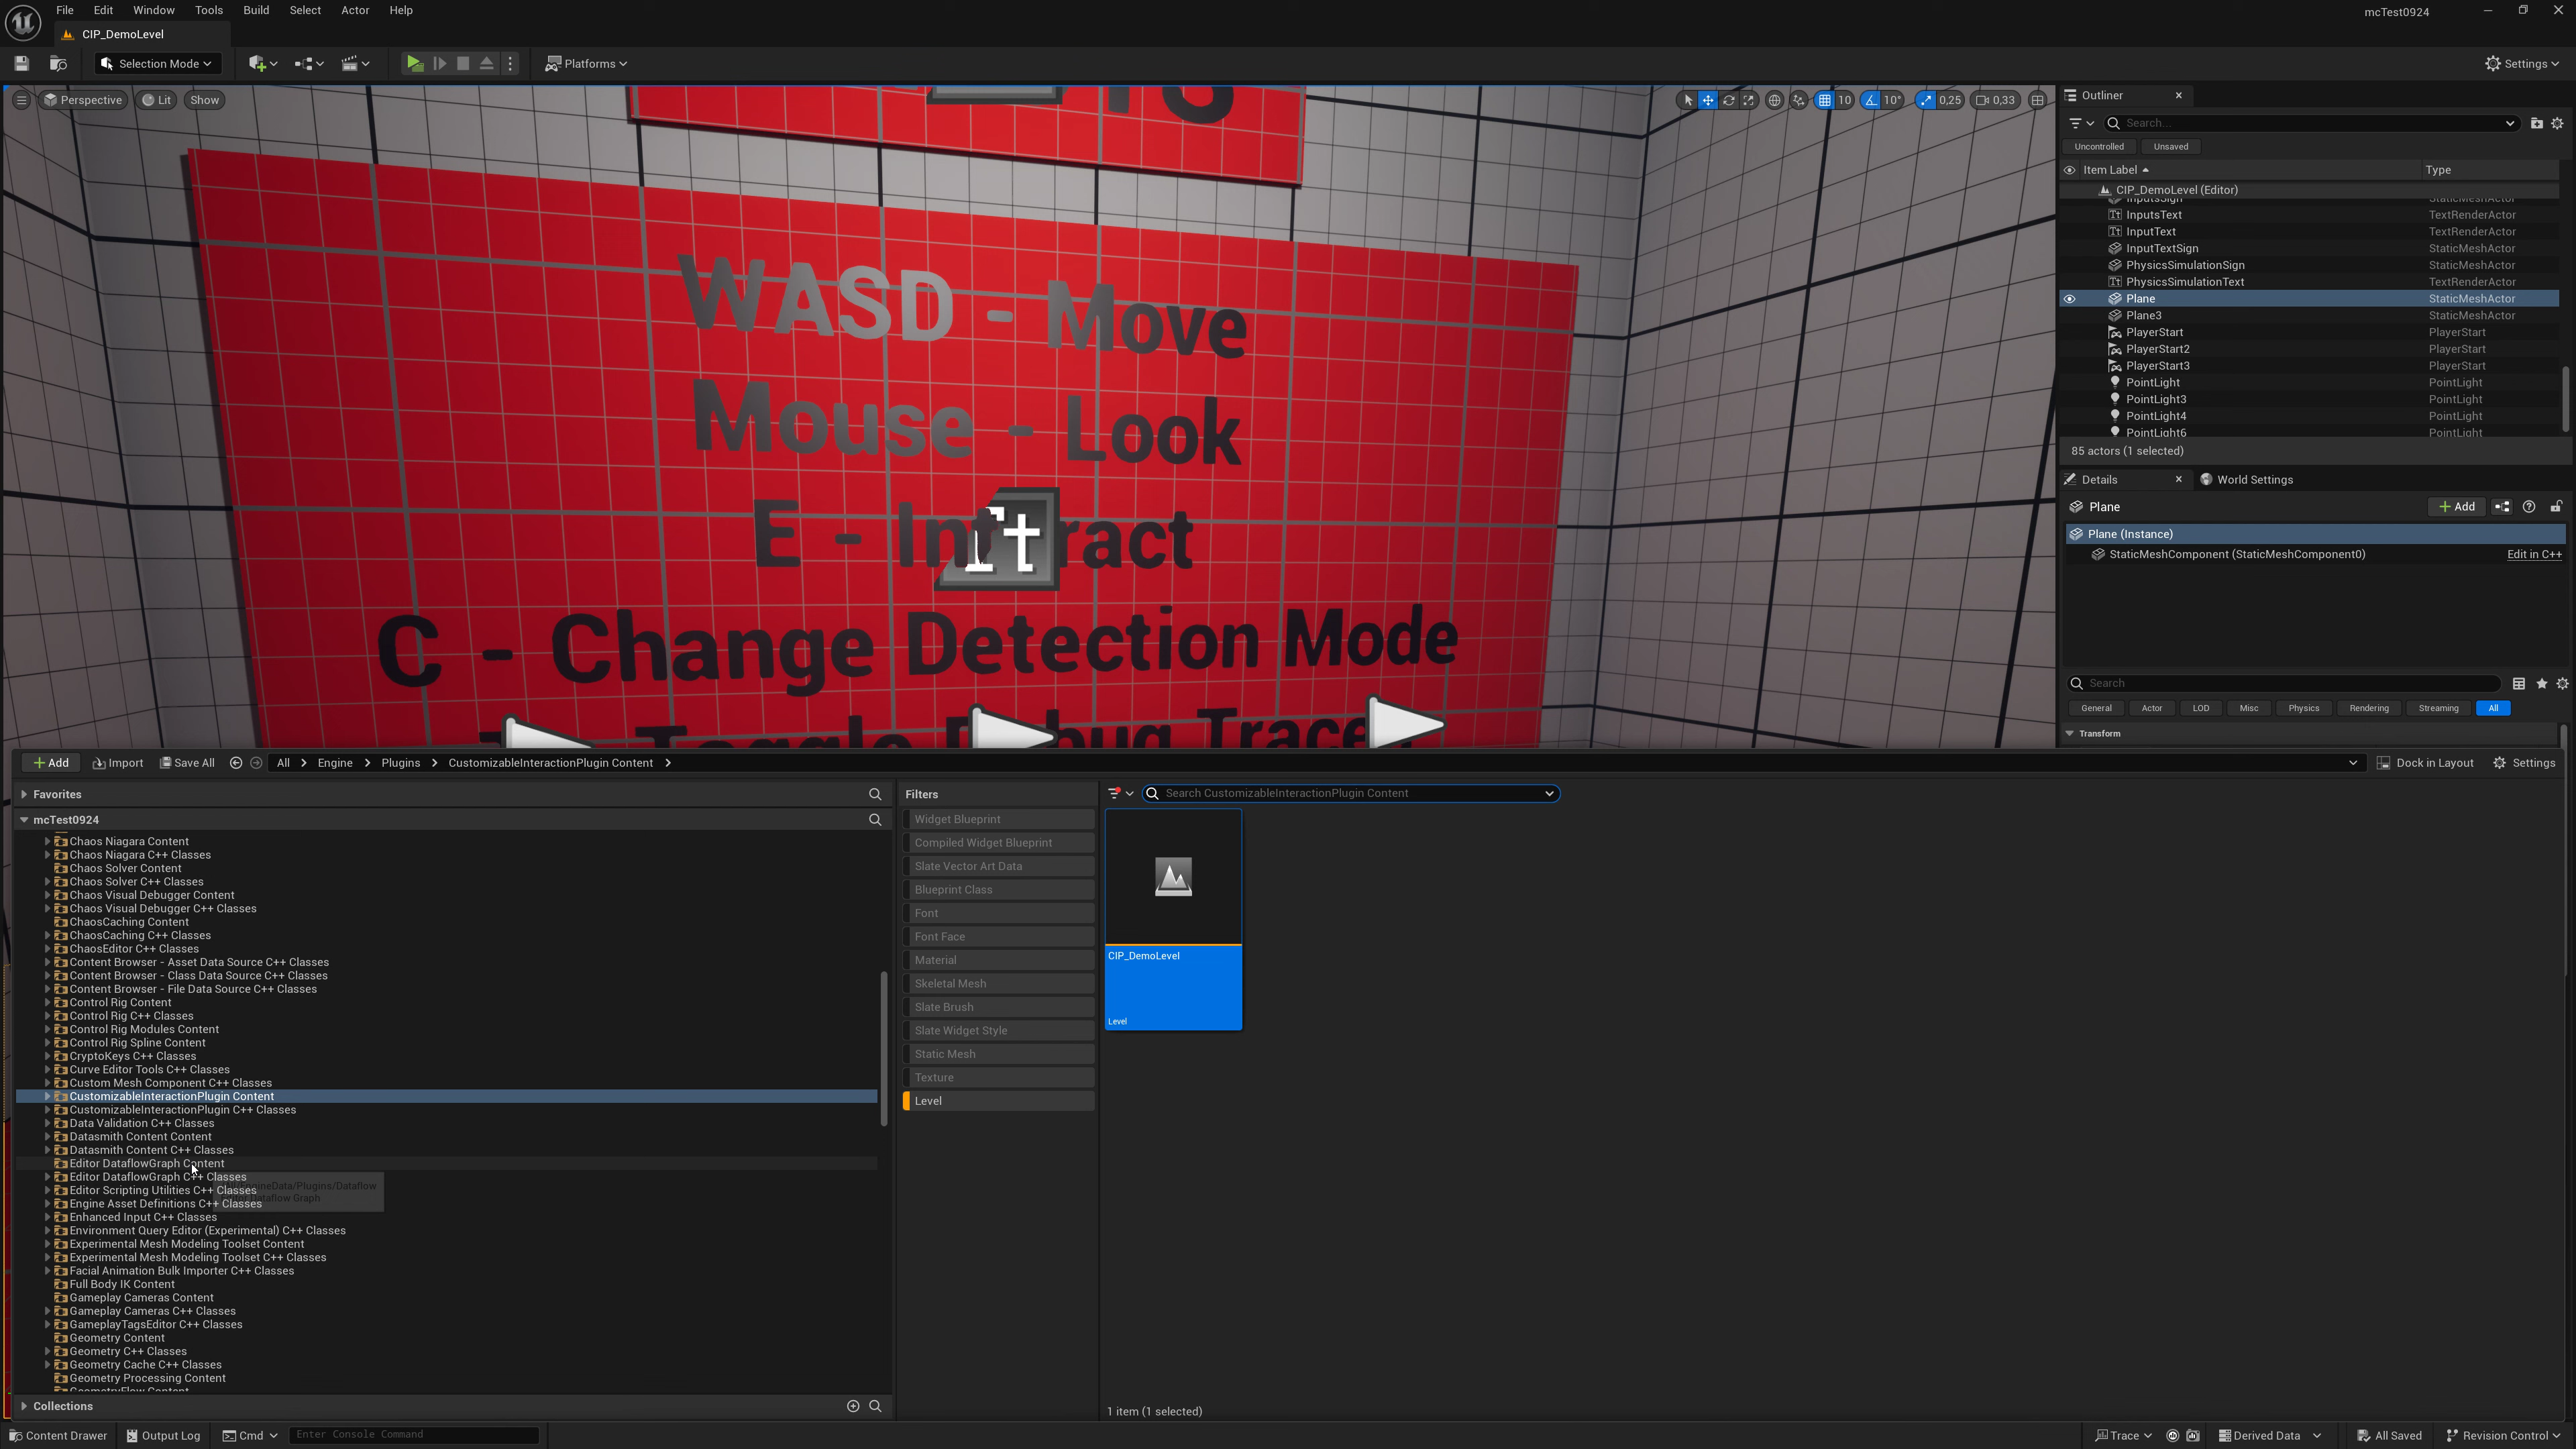 File Edit Window Tools Build Select Actor Help
mcTest0924
CIP_DemoLevel
Selection Mode
Platforms
Settings
Perspective
Lit
Show
10
10°
0,25
0,33
WASD - Move
Mouse - Look
E - Interact
C - Change Detection Mode
Toggle Debug Trace
Outliner
Search...
Uncontrolled
Unsaved
Item Label
Type
CIP_DemoLevel (Editor)
InputsSign StaticMeshActor
InputsText TextRenderActor
InputText TextRenderActor
InputTextSign StaticMeshActor
PhysicsSimulationSign StaticMeshActor
PhysicsSimulationText TextRenderActor
Plane StaticMeshActor
Plane3 StaticMeshActor
PlayerStart PlayerStart
PlayerStart2 PlayerStart
PlayerStart3 PlayerStart
PointLight PointLight
PointLight3 PointLight
PointLight4 PointLight
PointLight6 PointLight
85 actors (1 selected)
Details
World Settings
Plane
Add
Plane (Instance)
StaticMeshComponent (StaticMeshComponent0)
Edit in C++
Search
General Actor LOD Misc Physics Rendering Streaming All
Transform
Add
Import
Save All
All > Engine > Plugins > CustomizableInteractionPlugin Content >
Dock in Layout
Settings
Favorites
mcTest0924
Chaos Niagara Content
Chaos Niagara C++ Classes
Chaos Solver Content
Chaos Solver C++ Classes
Chaos Visual Debugger Content
Chaos Visual Debugger C++ Classes
ChaosCaching Content
ChaosCaching C++ Classes
ChaosEditor C++ Classes
Content Browser - Asset Data Source C++ Classes
Content Browser - Class Data Source C++ Classes
Content Browser - File Data Source C++ Classes
Control Rig Content
Control Rig C++ Classes
Control Rig Modules Content
Control Rig Spline Content
CryptoKeys C++ Classes
Curve Editor Tools C++ Classes
Custom Mesh Component C++ Classes
CustomizableInteractionPlugin Content
CustomizableInteractionPlugin C++ Classes
Data Validation C++ Classes
Datasmith Content Content
Datasmith Content C++ Classes
Editor DataflowGraph Content
Editor DataflowGraph C++ Classes
Editor Scripting Utilities C++ Classes
Engine Asset Definitions C++ Classes
Enhanced Input C++ Classes
Environment Query Editor (Experimental) C++ Classes
Experimental Mesh Modeling Toolset Content
Experimental Mesh Modeling Toolset C++ Classes
Facial Animation Bulk Importer C++ Classes
Full Body IK Content
Gameplay Cameras Content
Gameplay Cameras C++ Classes
GameplayTagsEditor C++ Classes
Geometry Content
Geometry C++ Classes
Geometry Cache C++ Classes
Geometry Processing Content
GeometryFlow Content
Collections
Filters
Widget Blueprint
Compiled Widget Blueprint
Slate Vector Art Data
Blueprint Class
Font
Font Face
Material
Skeletal Mesh
Slate Brush
Slate Widget Style
Static Mesh
Texture
Level
Search CustomizableInteractionPlugin Content
CIP_DemoLevel
Level
1 item (1 selected)
Content Drawer
Output Log
Cmd
Enter Console Command
Trace
Derived Data
All Saved
Revision Control